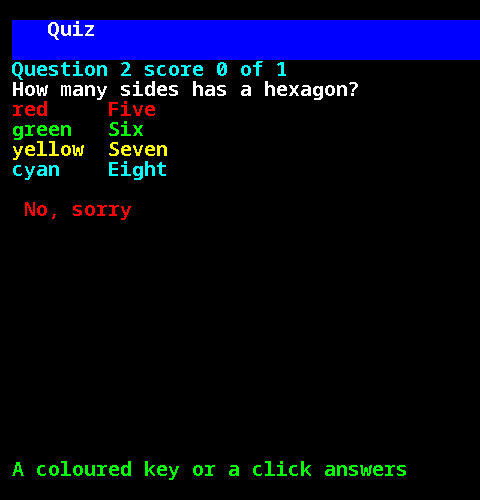 Quiz
Question 2 score 0 of 1
How many sides has a hexagon?
red Five
green Six
yellow Seven
cyan Eight
No, sorry
A coloured key or a click answers